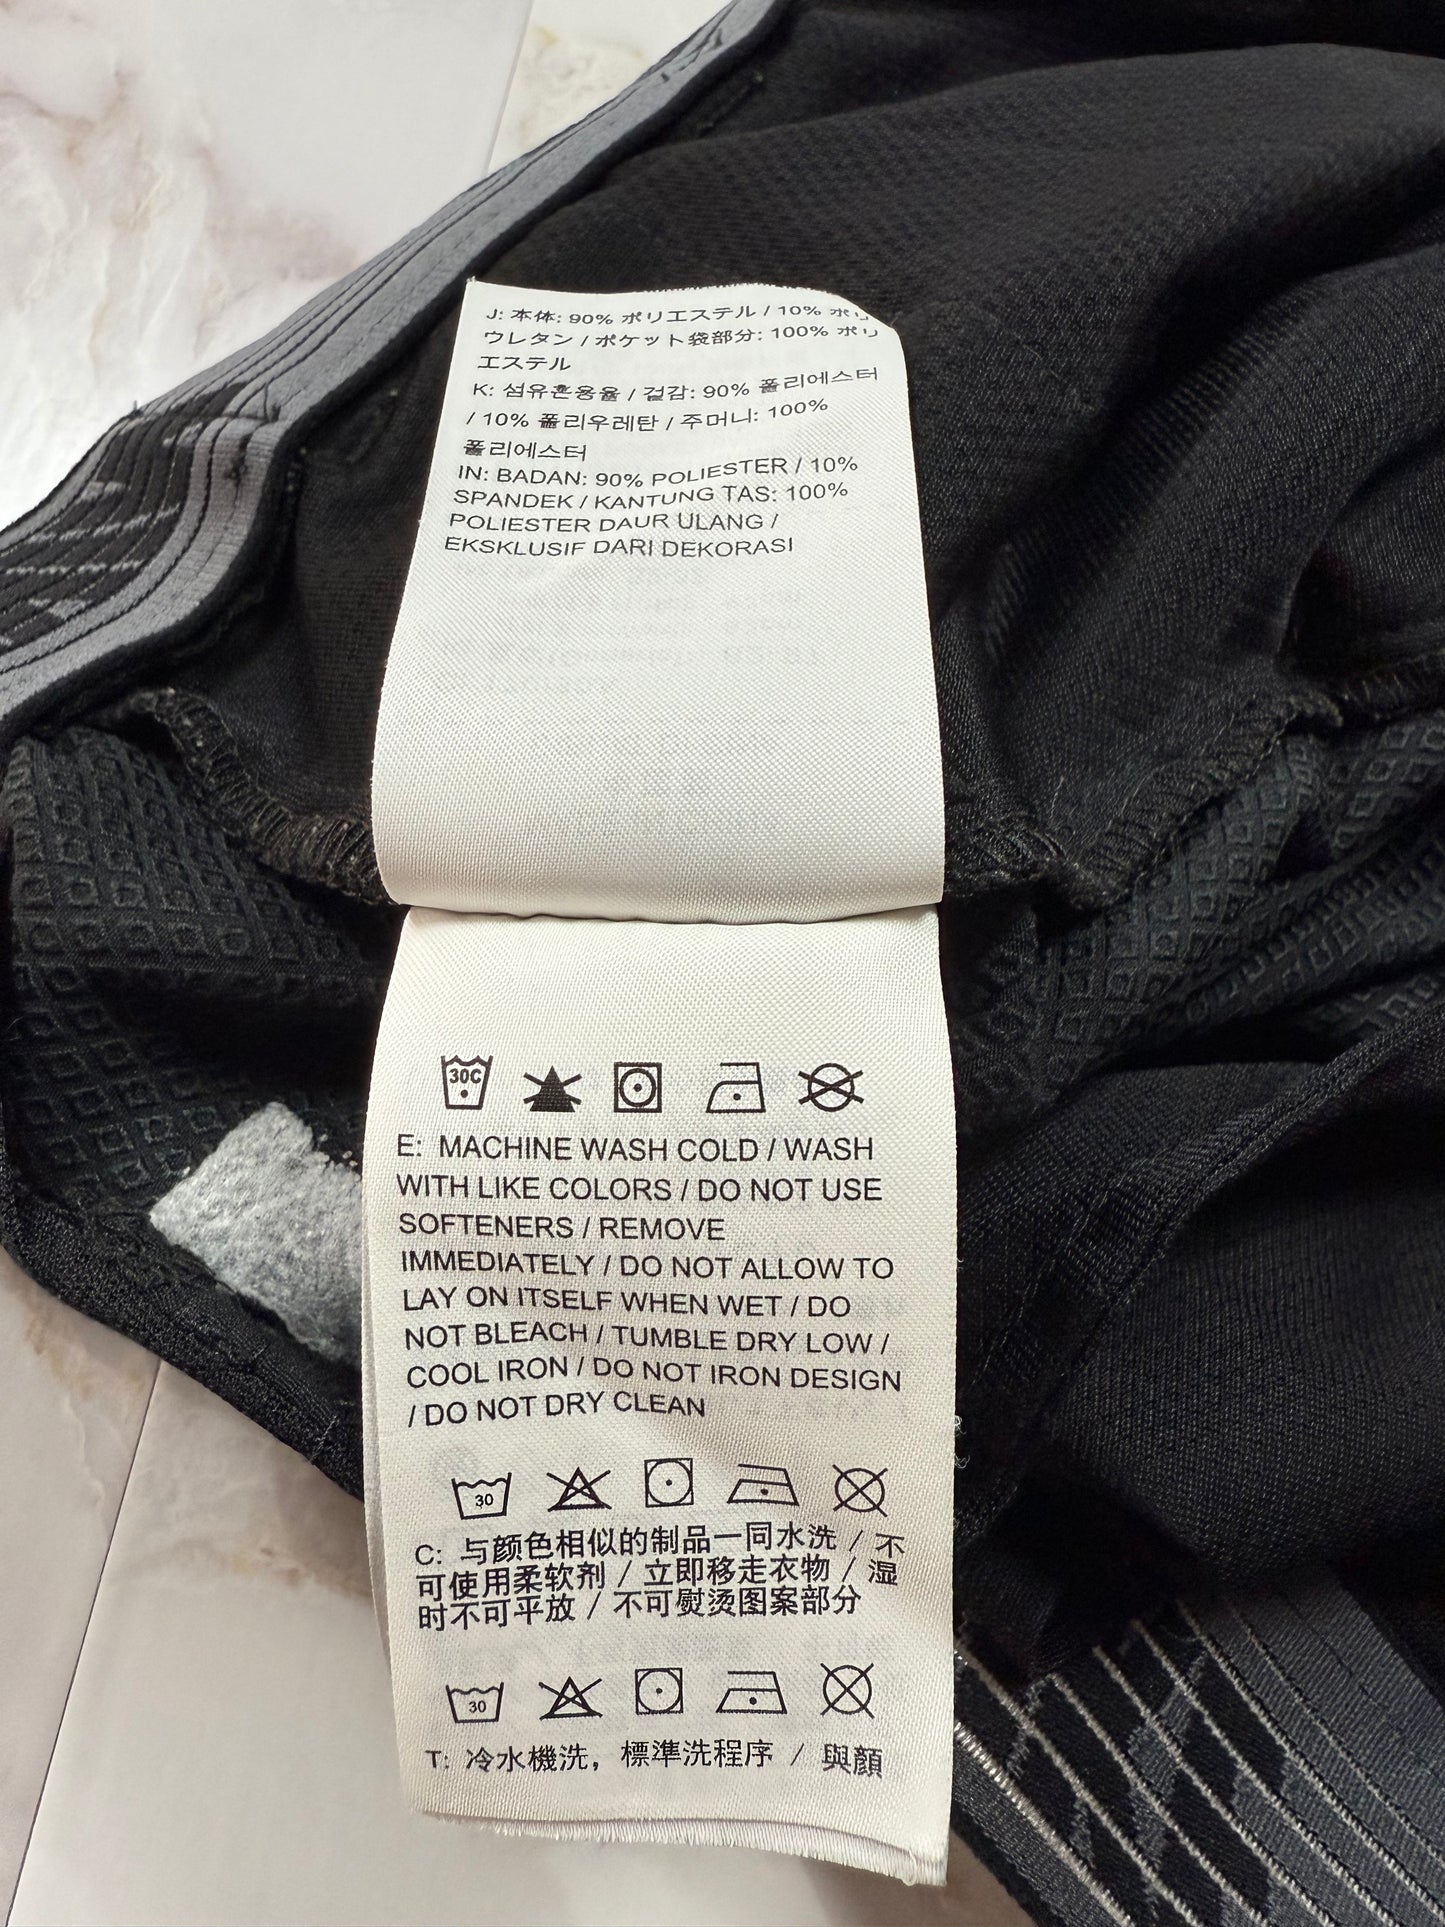 J: 本体: 90% ポリエステル / 10% ポリ
ウレタン / ポケット袋部分: 100% ポリ
エステル
K: 섬유혼용율 / 겉감: 90% 폴리에스터
/ 10% 폴리우레탄 / 주머니: 100%
폴리에스터
IN: BADAN: 90% POLIESTER / 10%
SPANDEK / KANTUNG TAS: 100%
POLIESTER DAUR ULANG /
EKSKLUSIF DARI DEKORASI
30C
E: MACHINE WASH COLD / WASH
WITH LIKE COLORS / DO NOT USE
SOFTENERS / REMOVE
IMMEDIATELY / DO NOT ALLOW TO
LAY ON ITSELF WHEN WET / DO
NOT BLEACH / TUMBLE DRY LOW /
COOL IRON / DO NOT IRON DESIGN
/ DO NOT DRY CLEAN
30
C: 与颜色相似的制品一同水洗 / 不
可使用柔软剂 / 立即移走衣物 / 湿
时不可平放 / 不可熨烫图案部分
30
T: 冷水機洗，標準洗程序 / 與顏